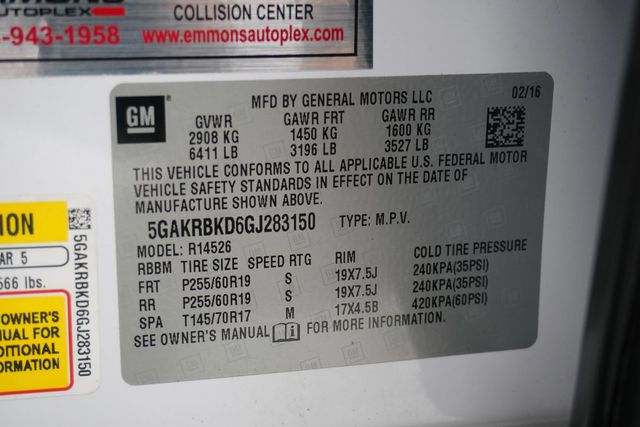 COLLISION CENTER
AUTOPLEX
-943-1958
www.emmonsautoplex.com
GM
MFD BY GENERAL MOTORS LLC
02/16
GVWR GAWR FRT GAWR RR
2908 KG 1450 KG 1600 KG
6411 LB 3196 LB 3527 LB
THIS VEHICLE CONFORMS TO ALL APPLICABLE U.S. FEDERAL MOTOR
VEHICLE SAFETY STANDARDS IN EFFECT ON THE DATE OF
MANUFACTURE SHOWN ABOVE.
5GAKRBKD6GJ283150 TYPE: M.P.V.
MODEL: R14526
RBBM TIRE SIZE SPEED RTG RIM COLD TIRE PRESSURE
FRT P255/60R19 S 19X7.5J 240KPA(35PSI)
RR P255/60R19 S 19X7.5J 240KPA(35PSI)
SPA T145/70R17 M 17X4.5B 420KPA(60PSI)
SEE OWNER'S MANUAL FOR MORE INFORMATION.
ION
AR 5
566 lbs.
OWNER'S
UAL FOR
DITIONAL
RMATION
5GAKRBKD6GJ283150